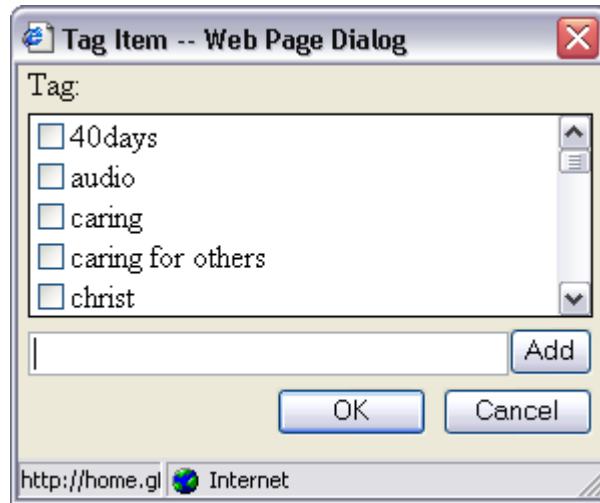 Tag Item -- Web Page Dialog
Tag:
40days
audio
caring
caring for others
christ
Add
OK Cancel
http://home.gl Internet